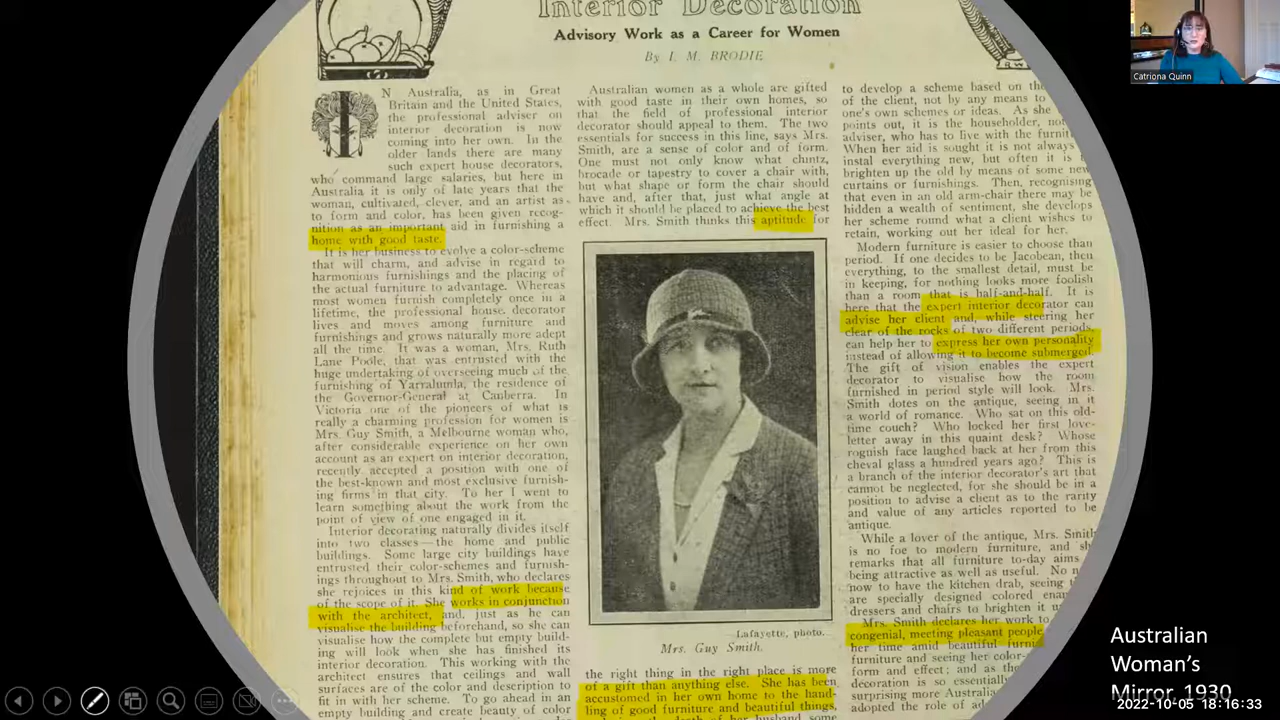 Interior Decoration
Advisory Work as a Career for Women
By I. M. BRODIE
IN Australia, as in Great
Britain and the United States,
the professional adviser on
interior decoration is now
coming into her own. In the
older lands there are many
such expert house decorators,
who command large salaries, but here in
Australia it is only of late years that the
woman, cultivated, clever, and an artist as
to form and color, has been given recog-
nition as an important aid in furnishing a
home with good taste.
It is her business to evolve a color-scheme
that will charm, and advise in regard to
harmonious furnishings and the placing of
the actual furniture to advantage. Whereas
most women furnish completely once in a
lifetime, the professional house decorator
lives and moves among furniture and
furnishings and grows naturally more adept
all the time. It was a woman, Mrs. Ruth
Lane Poole, that was entrusted with the
huge undertaking of overseeing much of the
furnishing of Yarralumla, the residence of
the Governor-General at Canberra. In
Victoria one of the pioneers of what is
really a charming profession for women is
Mrs. Guy Smith, a Melbourne woman who,
after considerable experience on her own
account as an expert on interior decoration,
recently accepted a position with one of
the best-known and most exclusive furnish-
ing firms in that city. To her I went to
learn something about the work from the
point of view of one engaged in it.
Interior decorating naturally divides itself
into two classes—the home and public
buildings. Some large city buildings have
entrusted their color-schemes and furnish-
ings throughout to Mrs. Smith, who declares
she rejoices in this kind of work because
of the scope of it. She works in conjunction
with the architect, and, just as he can
visualise the building beforehand, so she can
visualise how the complete but empty build-
ing will look when she has finished its
interior decoration. This working with the
architect ensures that ceilings and wall
surfaces are of the color and description to
fit in with her scheme. To go ahead in an
empty building and create beauty of color
Australian women as a whole are gifted
with good taste in their own homes, so
that the field of professional interior
decorator should appeal to them. The two
essentials for success in this line, says Mrs.
Smith, are a sense of color and of form.
One must not only know what chintz,
brocade or tapestry to cover a chair with,
but what shape or form the chair should
have and, after that, just what angle at
which it should be placed to achieve the best
effect. Mrs. Smith thinks this aptitude for
Lafayette, photo.
Mrs. Guy Smith.
the right thing in the right place is more
of a gift than anything else. She has been
accustomed in her own home to the hand-
ling of good furniture and beautiful things,
to develop a scheme based on the
of the client, not by any means to
one's own schemes or ideas. As she
points out, it is the householder, not
adviser, who has to live with the furnit
When her aid is sought it is not always
instal everything new, but often it is
brighten up the old by means of some new
curtains or furnishings. Then, recognising
that even in an old arm-chair there may be
hidden a wealth of sentiment, she develops
her scheme round what a client wishes to
retain, working out her ideal for her.
Modern furniture is easier to choose than
period. If one decides to be Jacobean, then
everything, to the smallest detail, must be
in keeping, for nothing looks more foolish
than a room that is half-and-half. It is
here that the expert interior decorator can
advise her client and, while steering her
clear of the rocks of two different periods,
can help her to express her own personality
instead of allowing it to become submerged.
The gift of vision enables the expert
decorator to visualise how the room
furnished in period style will look. Mrs.
Smith dotes on the antique, seeing in it
a world of romance. Who sat on this old-
time couch? Who locked her first love-
letter away in this quaint desk? Whose
roguish face laughed back at her from this
cheval glass a hundred years ago? This is
a branch of the interior decorator's art that
cannot be neglected, for she should be in a
position to advise a client as to the rarity
and value of any articles reported to be
antique.
While a lover of the antique, Mrs. Smith
is no foe to modern furniture, and sh
remarks that all furniture to-day aims
being attractive as well as useful. No n
now to have the kitchen drab, seeing
are specially designed colored enam
dressers and chairs to brighten it u
Mrs. Smith declares her work to
congenial, meeting pleasant people,
her time amid beautiful furni
furniture and seeing her color-
form and effect; and as the
decoration is so essentially
surprising more Australia
adopted the role of ad
Catriona Quinn
Australian
Woman's
Mirror, 1930
2022-10-05 18:16:33